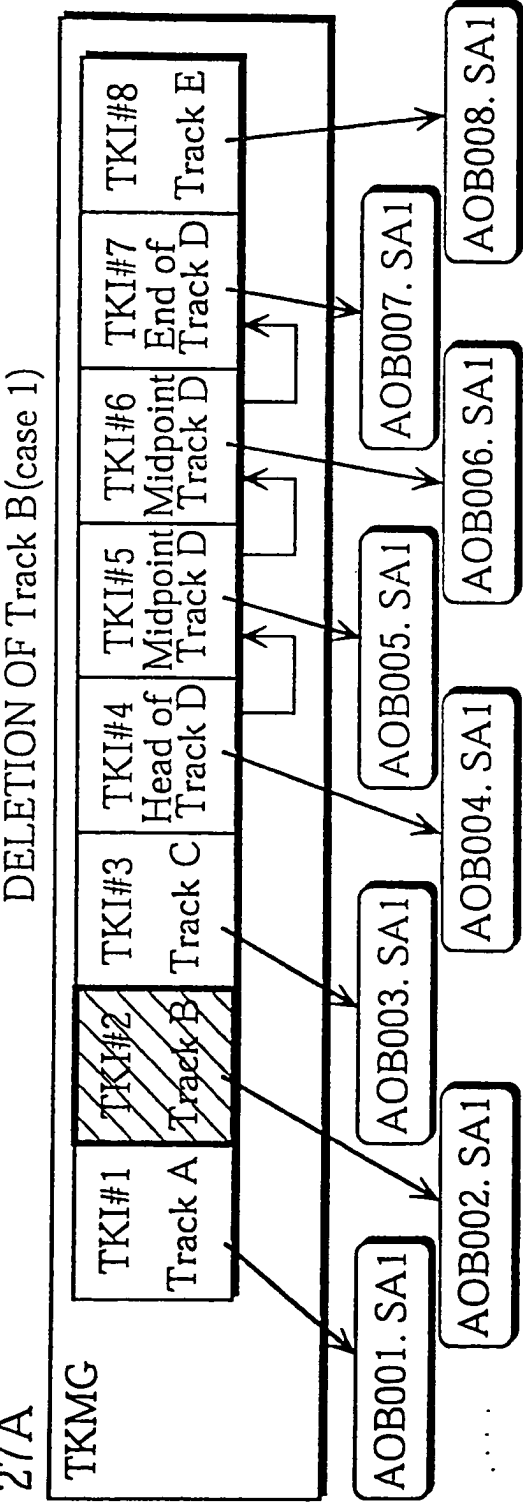 27A
DELETION OF Track B(case 1)
TKMG
TKI#1
Track A
TKI#2
Track B
TKI#3
Track C
TKI#4
Head of
Track D
TKI#5
Midpoint
Track D
TKI#6
Midpoint
Track D
TKI#7
End of
Track D
TKI#8
Track E
AOB001. SA1
AOB002. SA1
AOB003. SA1
AOB004. SA1
AOB005. SA1
AOB006. SA1
AOB007. SA1
AOB008. SA1
. . . .